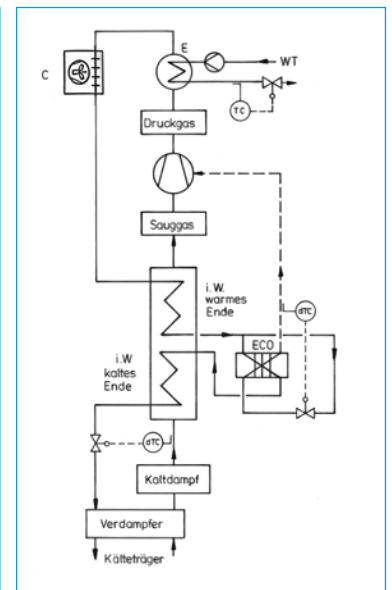 E
C
WT
TC
Druckgas
Sauggas
i.W.
warmes
Ende
dTC
ECO
i.W
kaltes
Ende
dTC
Kaltdampf
Verdampfer
Kälteträger